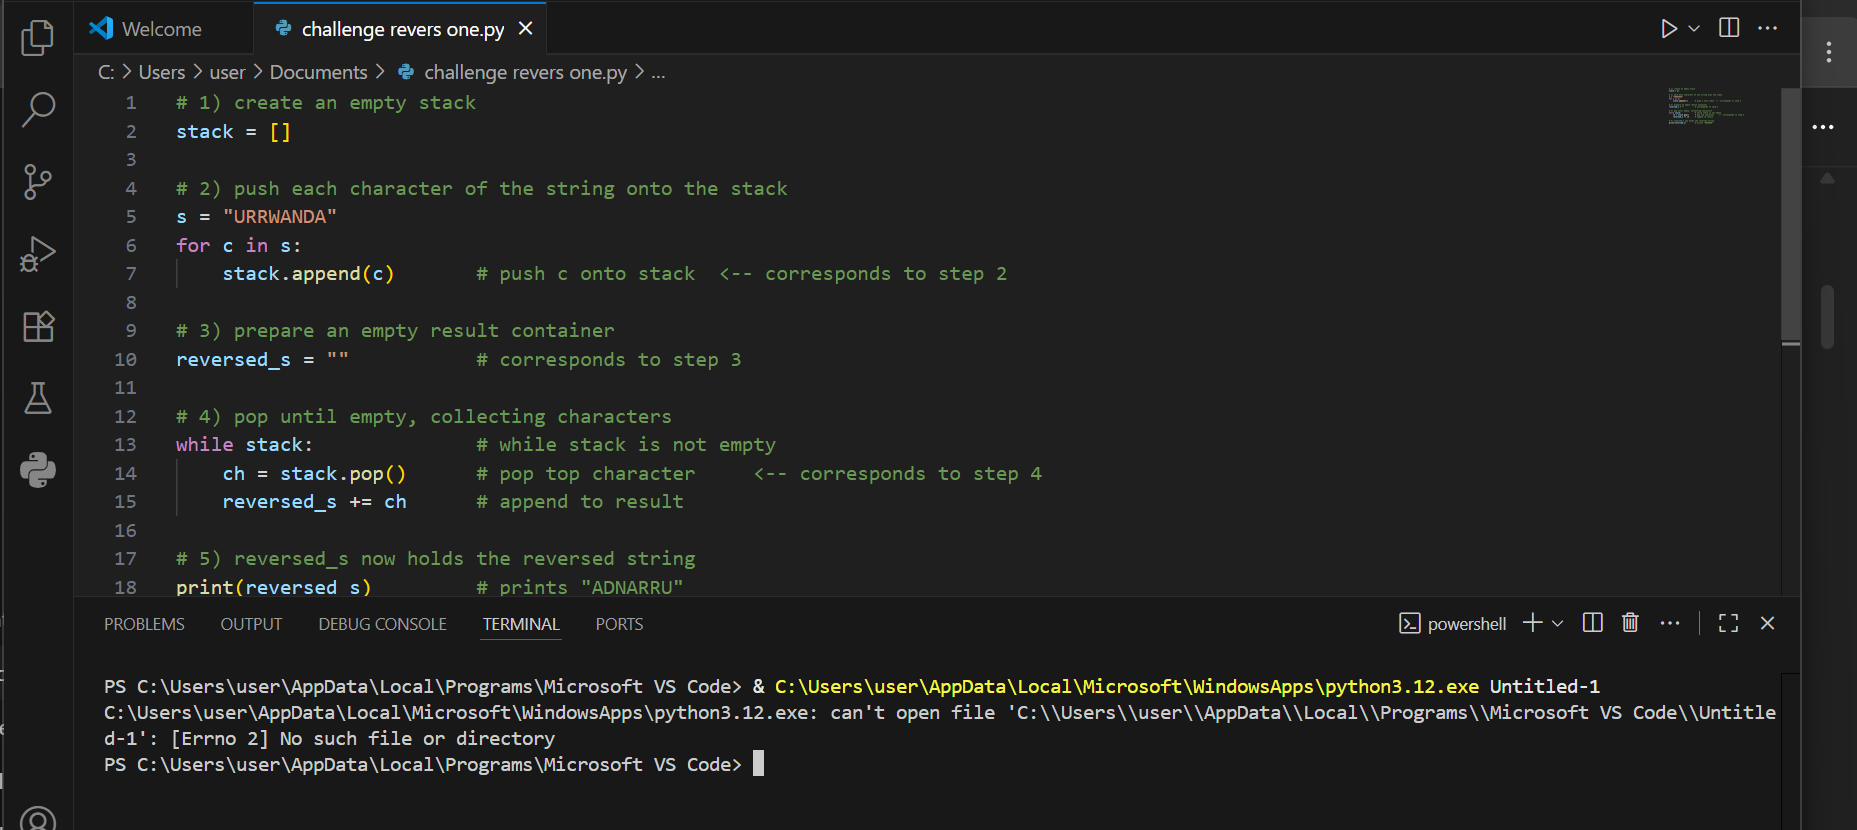 Welcome
challenge revers one.py
C: > Users > user > Documents > challenge revers one.py > ...
1 # 1) create an empty stack
2 stack = []
3
4 # 2) push each character of the string onto the stack
5 s = "URRWANDA"
6 for c in s:
7 stack.append(c) # push c onto stack <-- corresponds to step 2
8
9 # 3) prepare an empty result container
10 reversed_s = "" # corresponds to step 3
11
12 # 4) pop until empty, collecting characters
13 while stack: # while stack is not empty
14 ch = stack.pop() # pop top character <-- corresponds to step 4
15 reversed_s += ch # append to result
16
17 # 5) reversed_s now holds the reversed string
18 print(reversed_s) # prints "ADNARRU"
PROBLEMS OUTPUT DEBUG CONSOLE TERMINAL PORTS powershell
PS C:\Users\user\AppData\Local\Programs\Microsoft VS Code> & C:\Users\user\AppData\Local\Microsoft\WindowsApps\python3.12.exe Untitled-1
C:\Users\user\AppData\Local\Microsoft\WindowsApps\python3.12.exe: can't open file 'C:\\Users\\user\\AppData\\Local\\Programs\\Microsoft VS Code\\Untitle
d-1': [Errno 2] No such file or directory
PS C:\Users\user\AppData\Local\Programs\Microsoft VS Code>